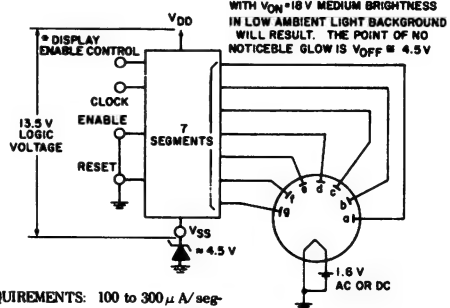 WITH VON=18 V MEDIUM BRIGHTNESS
IN LOW AMBIENT LIGHT BACKGROUND
WILL RESULT. THE POINT OF NO
NOTICEBLE GLOW IS VOFF ≅ 4.5V
VDD
* DISPLAY
ENABLE CONTROL
CLOCK
ENABLE
RESET
13.5 V
LOGIC
VOLTAGE
7
SEGMENTS
VSS
≈ 4.5 V
g
f
e
d
c
b
a
1.6 V
AC OR DC
QUIREMENTS: 100 to 300 μ A/seg-